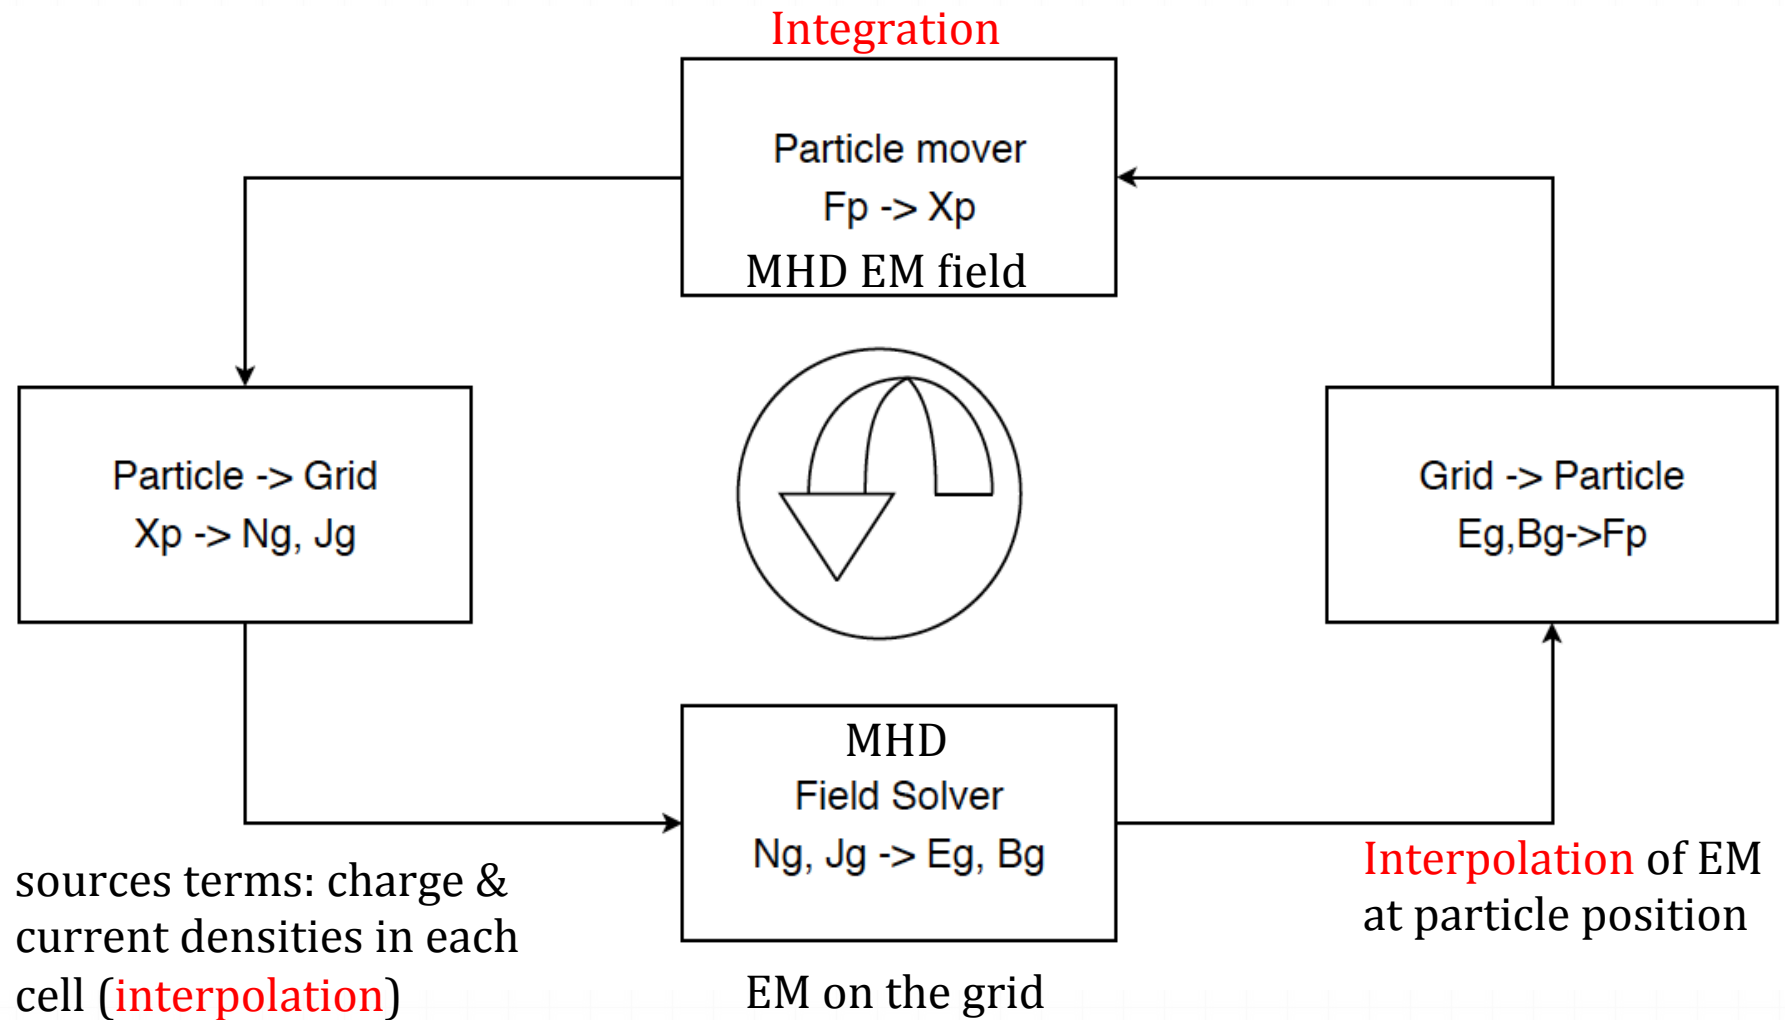 Integration
Particle mover
Fp -> Xp
MHD EM field
Particle -> Grid
Xp -> Ng, Jg
Grid -> Particle
Eg,Bg->Fp
MHD
Field Solver
Ng, Jg -> Eg, Bg
sources terms: charge &
current densities in each
cell (interpolation)
EM on the grid
Interpolation of EM
at particle position